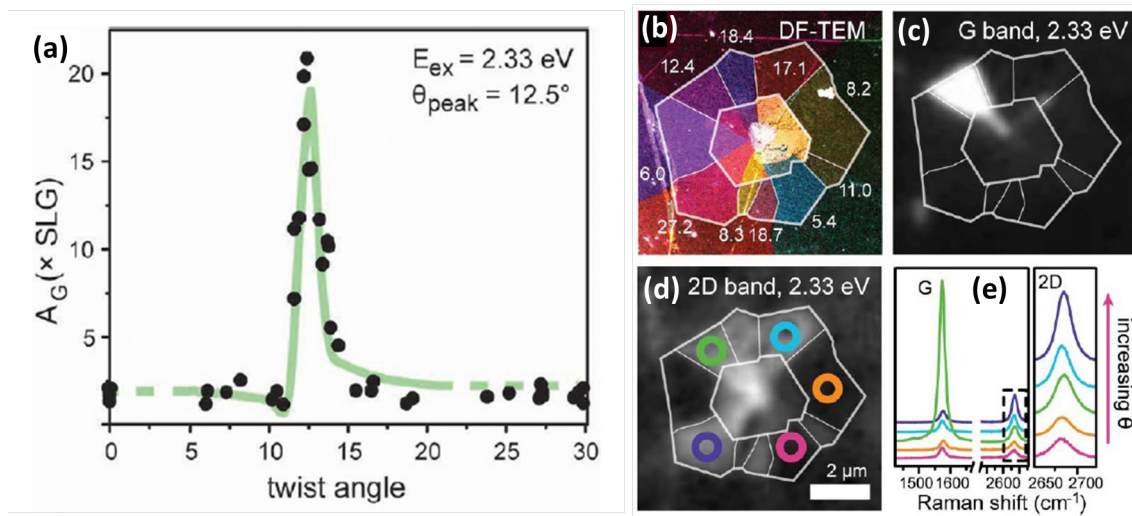 (a)
E_ex = 2.33 eV
θ_peak = 12.5°
A_G(× SLG)
20
15
10
5
0
5
10
15
20
25
30
twist angle
(b)
DF-TEM
18.4
12.4
17.1
8.2
6.0
11.0
27.2
5.4
8.3
18.7
(c)
G band, 2.33 eV
(d)
2D band, 2.33 eV
2 µm
(e)
G
2D
increasing θ
1500 1600
2600
2650 2700
Raman shift (cm⁻¹)